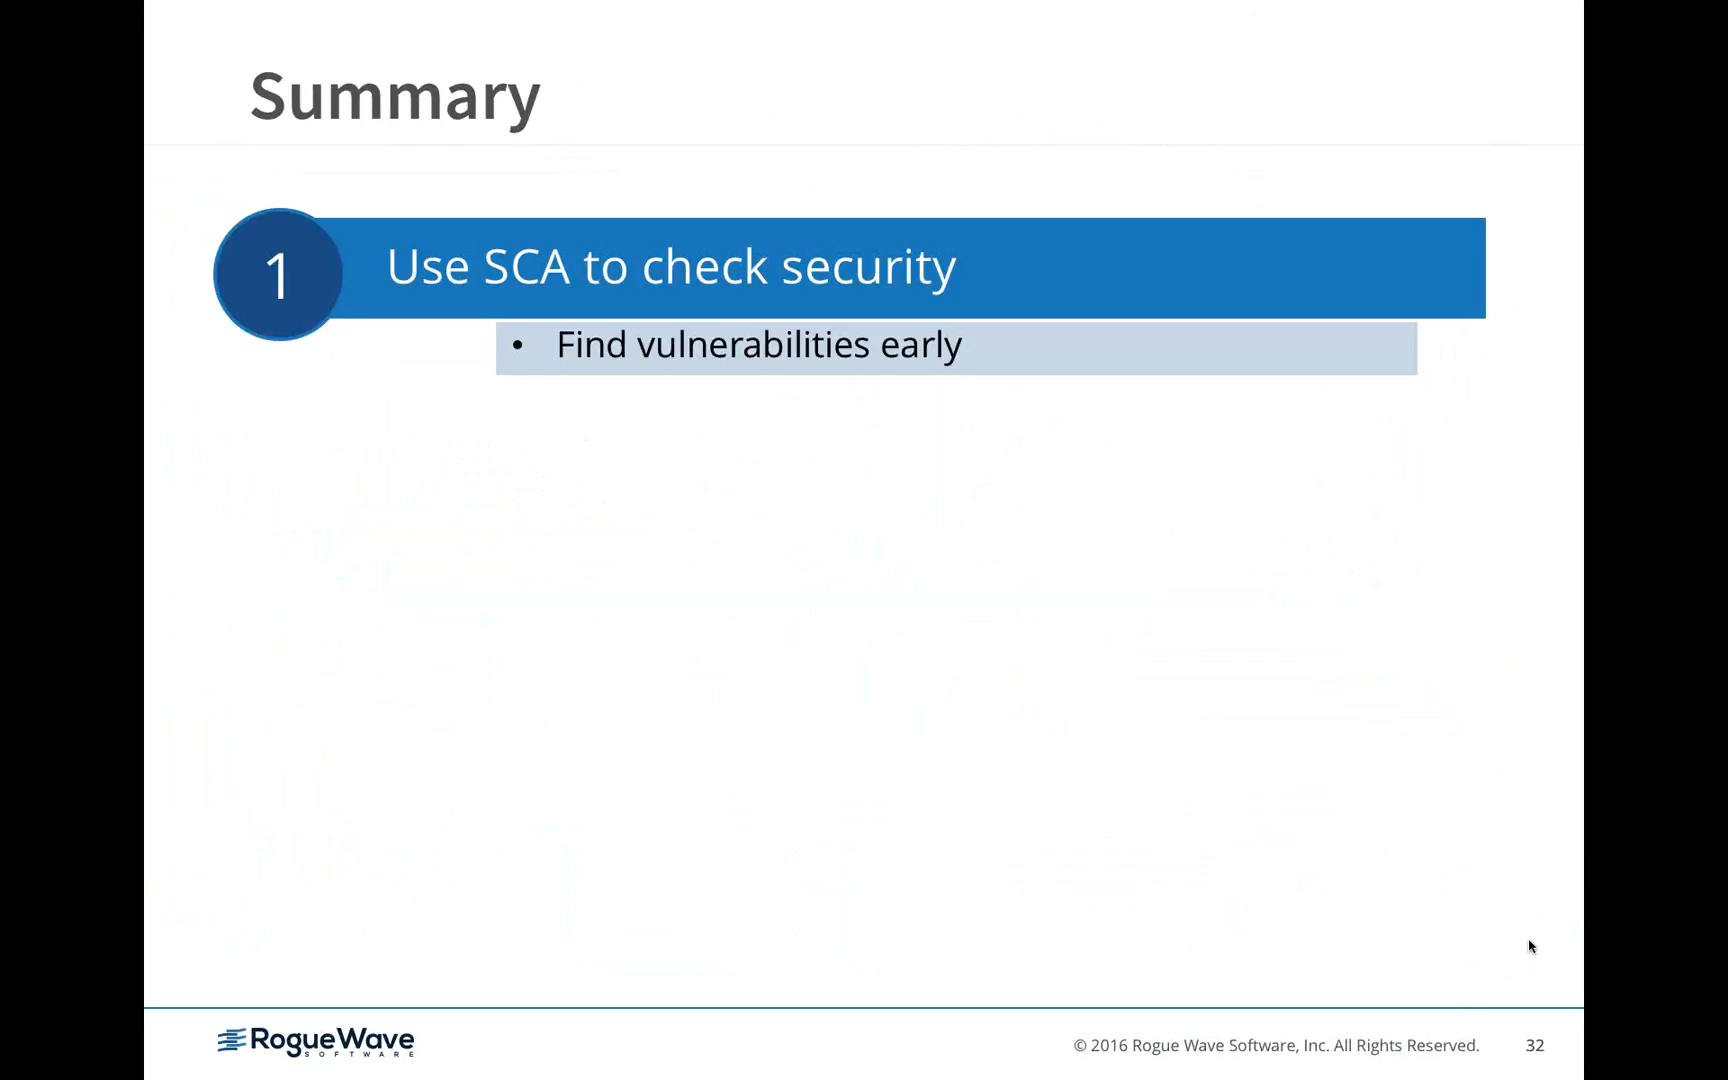 Summary
1
Use SCA to check security
• Find vulnerabilities early
RogueWave
SOFTWARE
© 2016 Rogue Wave Software, Inc. All Rights Reserved.
32